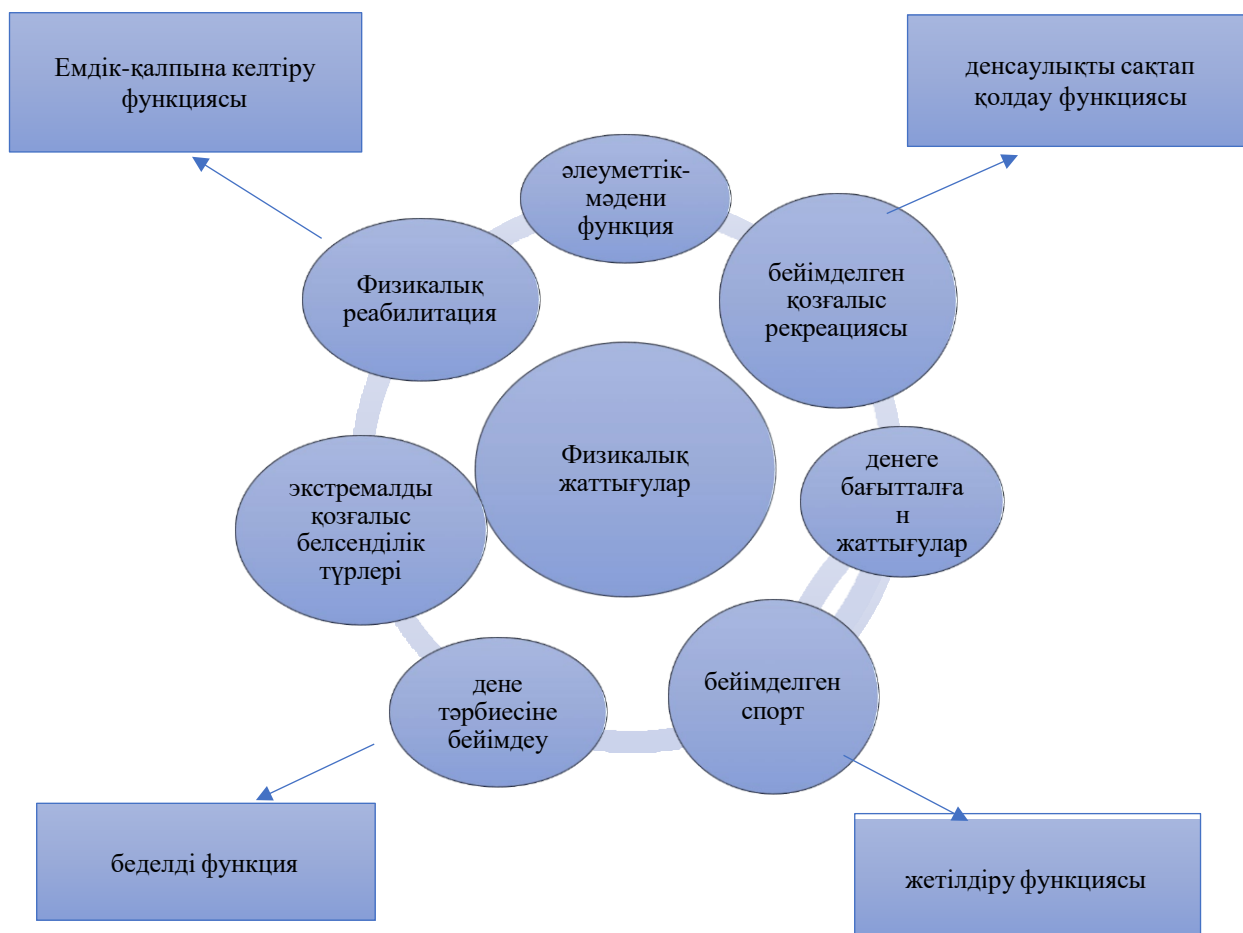 Емдік-қалпына келтіру
функциясы
денсаулықты сақтап
қолдау функциясы
әлеуметтік-
мәдени
функция
Физикалық
реабилитация
бейімделген
қозғалыс
рекреациясы
Физикалық
жаттығулар
экстремалды
қозғалыс
белсенділік
түрлері
денеге
бағытталға
н
жаттығулар
дене
тәрбиесіне
бейімдеу
бейімделген
спорт
беделді функция
жетілдіру функциясы